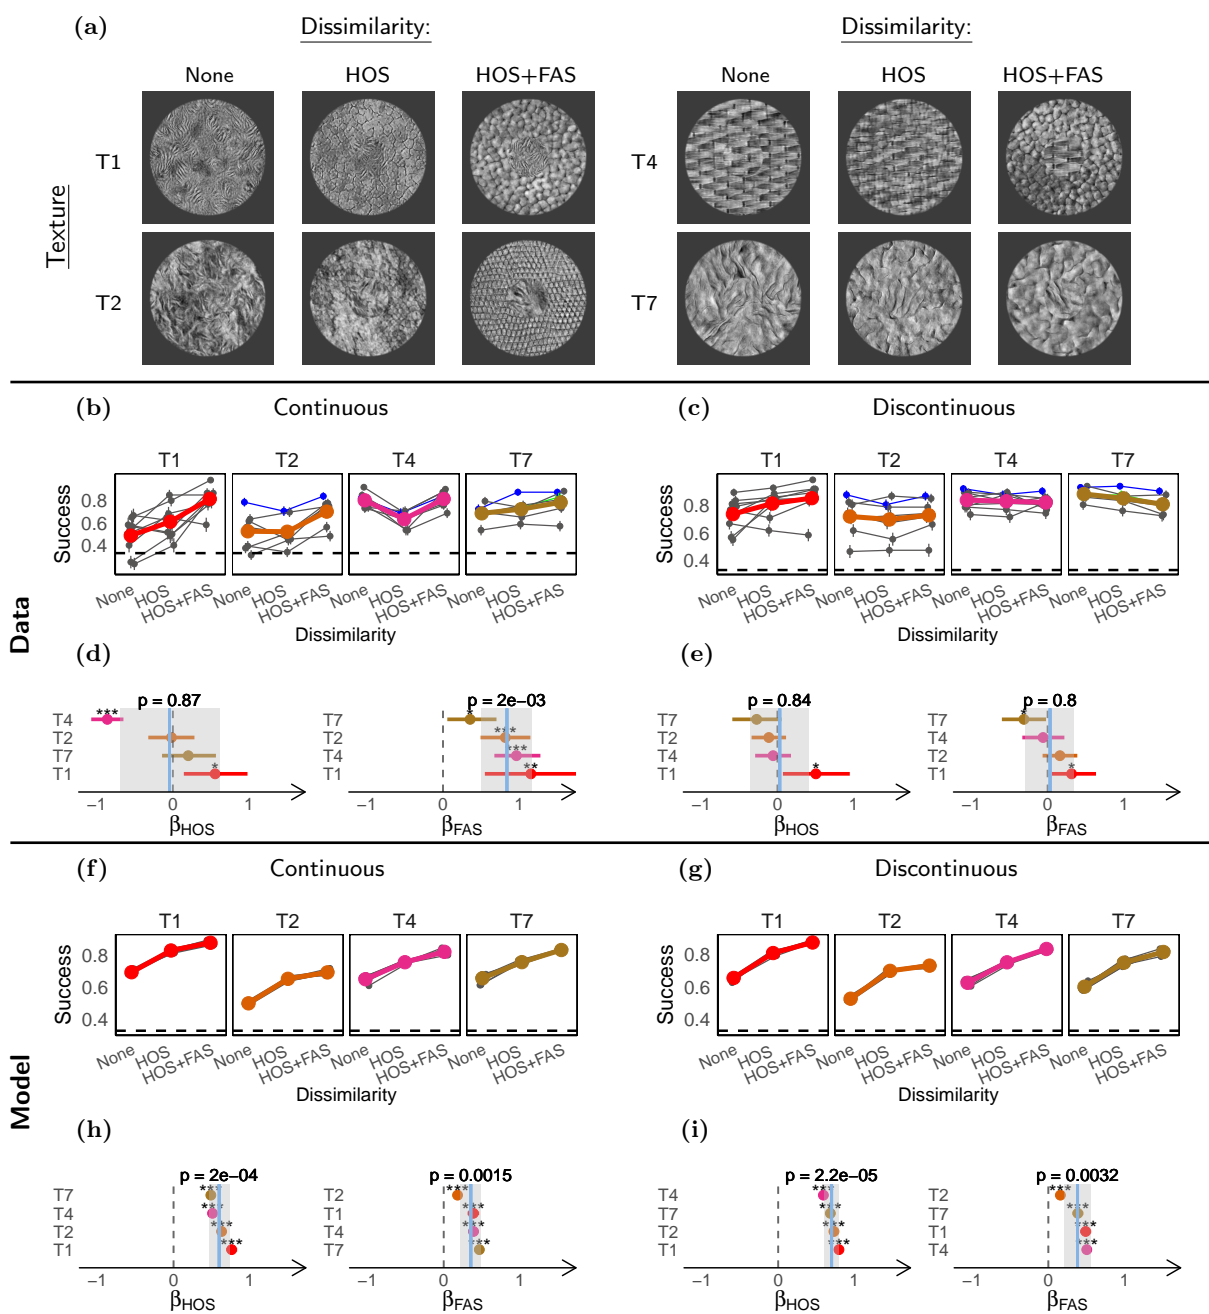 (a)
Dissimilarity:
Dissimilarity:
None HOS HOS+FAS
None HOS HOS+FAS
Texture
T1
T4
T2
T7
(b) Continuous
(c) Discontinuous
Data
T1 T2 T4 T7
Success
0.8
0.6
0.4
None HOS HOS+FAS None HOS HOS+FAS None HOS HOS+FAS None HOS HOS+FAS
Dissimilarity
T1 T2 T4 T7
Success
0.8
0.6
0.4
None HOS HOS+FAS None HOS HOS+FAS None HOS HOS+FAS None HOS HOS+FAS
Dissimilarity
(d)
p = 0.87
T4 ***
T2
T7
T1 *
−1 0 1
βHOS
p = 2e−03
T7 *
T2 ***
T4 ***
T1 **
−1 0 1
βFAS
(e)
p = 0.84
T7
T2
T4
T1 *
−1 0 1
βHOS
p = 0.8
T7 *
T4
T2
T1 *
−1 0 1
βFAS
(f) Continuous
(g) Discontinuous
Model
T1 T2 T4 T7
Success
0.8
0.6
0.4
None HOS HOS+FAS None HOS HOS+FAS None HOS HOS+FAS None HOS HOS+FAS
Dissimilarity
T1 T2 T4 T7
Success
0.8
0.6
0.4
None HOS HOS+FAS None HOS HOS+FAS None HOS HOS+FAS None HOS HOS+FAS
Dissimilarity
(h)
p = 2e−04
T7 ***
T4 ***
T2 ***
T1 ***
−1 0 1
βHOS
p = 0.0015
T2 ***
T1 ***
T4 ***
T7 ***
−1 0 1
βFAS
(i)
p = 2.2e−05
T4 ***
T7 ***
T2 ***
T1 ***
−1 0 1
βHOS
p = 0.0032
T2 ***
T7 ***
T1 ***
T4 ***
−1 0 1
βFAS